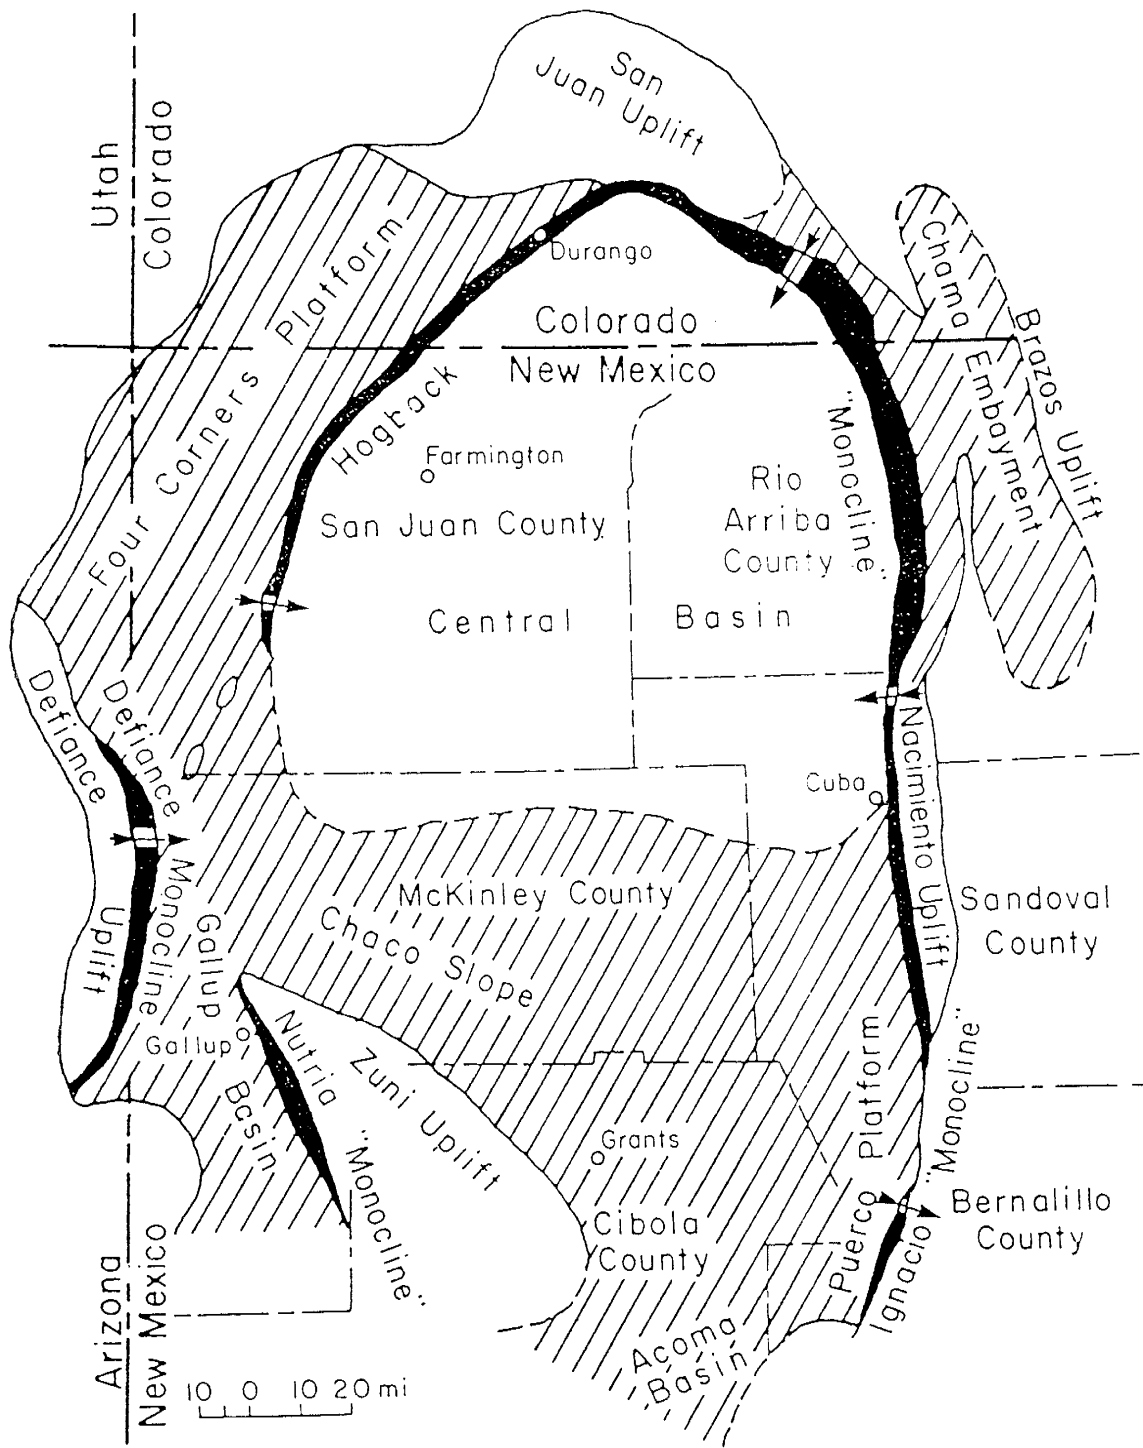 San
Juan Uplift
Utah
Colorado
Four Corners Platform
Durango
Chama Embayment
Brazos Uplift
Colorado
New Mexico
Hogback
"Monocline"
Farmington
San Juan County
Rio
Arriba
County
Central Basin
Defiance Uplift
Defiance Monocline
Nacimiento Uplift
Cuba
McKinley County
Chaco Slope
Sandoval
County
Gallup Basin
Gallup
Nutria "Monocline"
Zuni Uplift
Grants
Puerco Platform
Ignacio "Monocline"
Bernalillo
County
Cibola
County
Acoma
Basin
Arizona
New Mexico
10 0 10 20 mi